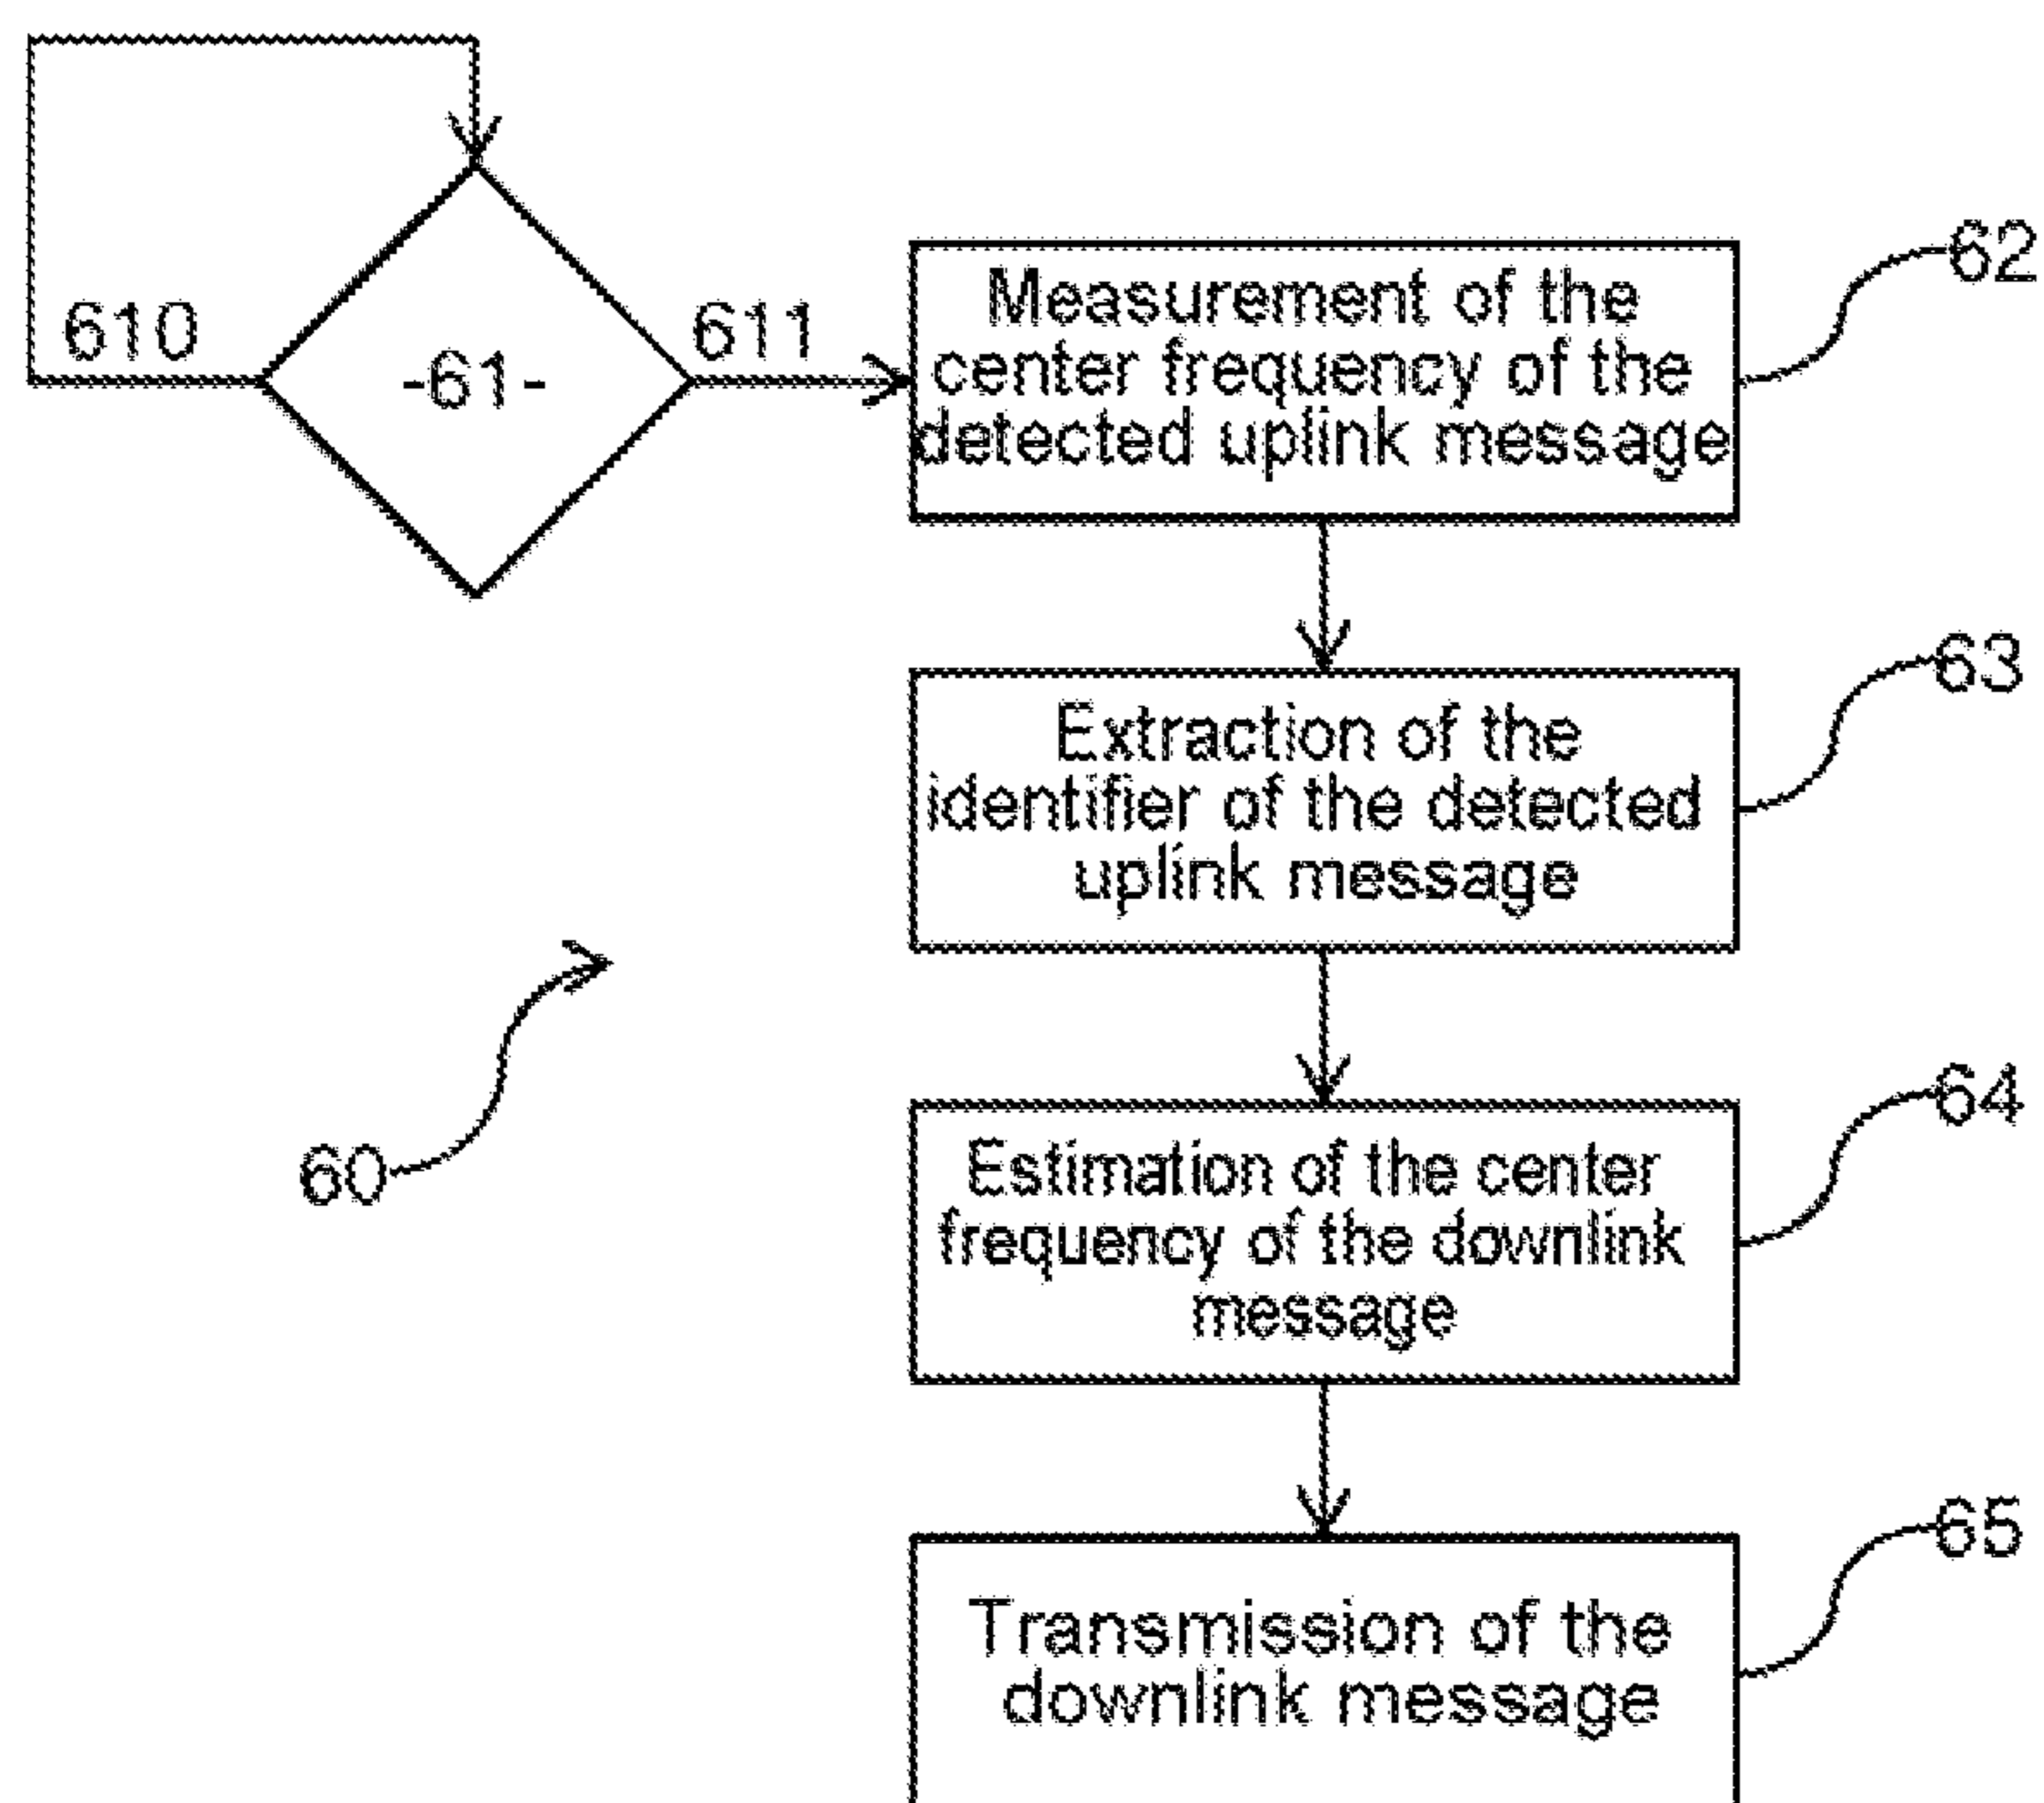 610
-61-
611
Measurement of the
center frequency of the
detected uplink message
62
Extraction of the
identifier of the detected
uplink message
63
60
Estimation of the center
frequency of the downlink
message
64
Transmission of the
downlink message
65